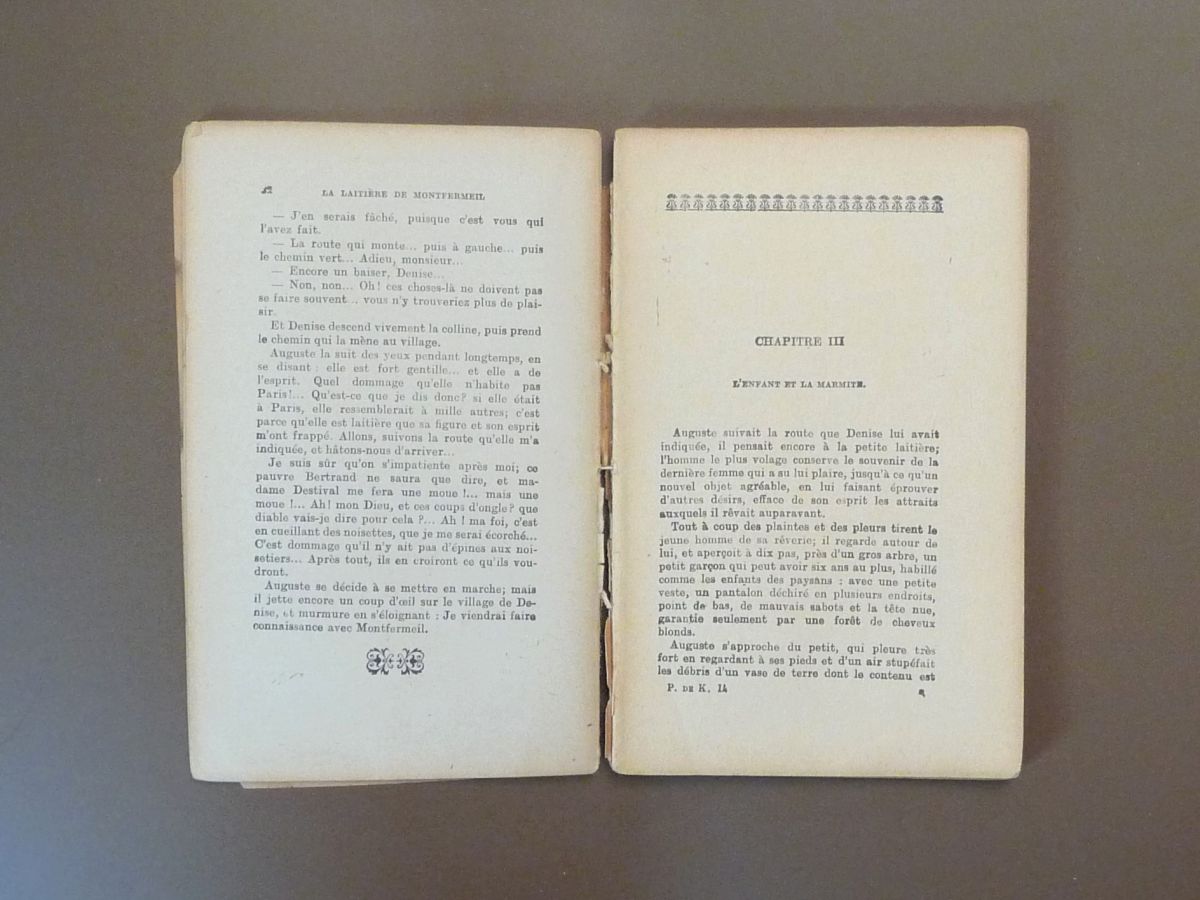 LA LAITIÈRE DE MONTFERMEIL
— J'en serais fâché, puisque c'est vous qui
l'avez fait.
— La route qui monte... puis à gauche... puis
le chemin vert... Adieu, monsieur...
— Encore un baiser, Denise...
— Non, non... Oh! ces choses-là ne doivent pas
se faire souvent... vous n'y trouveriez plus de plai-
sir.
Et Denise descend vivement la colline, puis prend
le chemin qui la mène au village.
Auguste la suit des yeux pendant longtemps, en
se disant : elle est fort gentille... et elle a de
l'esprit. Quel dommage qu'elle n'habite pas
Paris!... Qu'est-ce que je dis donc? si elle était
à Paris, elle ressemblerait à mille autres; c'est
parce qu'elle est laitière que sa figure et son esprit
m'ont frappé. Allons, suivons la route qu'elle m'a
indiquée, et hâtons-nous d'arriver...
Je suis sûr qu'on s'impatiente après moi; ce
pauvre Bertrand ne saura que dire, et ma-
dame Destival me fera une moue!... mais une
moue!... Ah! mon Dieu, et ces coups d'ongle? que
diable vais-je dire pour cela?... Ah! ma foi, c'est
en cueillant des noisettes, que je me serai écorché...
C'est dommage qu'il n'y ait pas d'épines aux noi-
setiers... Après tout, ils en croiront ce qu'ils vou-
dront.
Auguste se décide à se mettre en marche; mais
il jette encore un coup d'œil sur le village de De-
nise, et murmure en s'éloignant : Je viendrai faire
connaissance avec Montfermeil.
CHAPITRE III
L'ENFANT ET LA MARMITE.
Auguste suivait la route que Denise lui avait
indiquée, il pensait encore à la petite laitière;
l'homme le plus volage conserve le souvenir de la
dernière femme qui a su lui plaire, jusqu'à ce qu'un
nouvel objet agréable, en lui faisant éprouver
d'autres désirs, efface de son esprit les attraits
auxquels il rêvait auparavant.
Tout à coup des plaintes et des pleurs tirent le
jeune homme de sa rêverie; il regarde autour de
lui, et aperçoit à dix pas, près d'un gros arbre, un
petit garçon qui peut avoir six ans au plus, habillé
comme les enfants des paysans : avec une petite
veste, un pantalon déchiré en plusieurs endroits,
point de bas, de mauvais sabots et la tête nue,
garantie seulement par une forêt de cheveux
blonds.
Auguste s'approche du petit, qui pleure très
fort en regardant à ses pieds et d'un air stupéfait
les débris d'un vase de terre dont le contenu est
P. DE K. 14